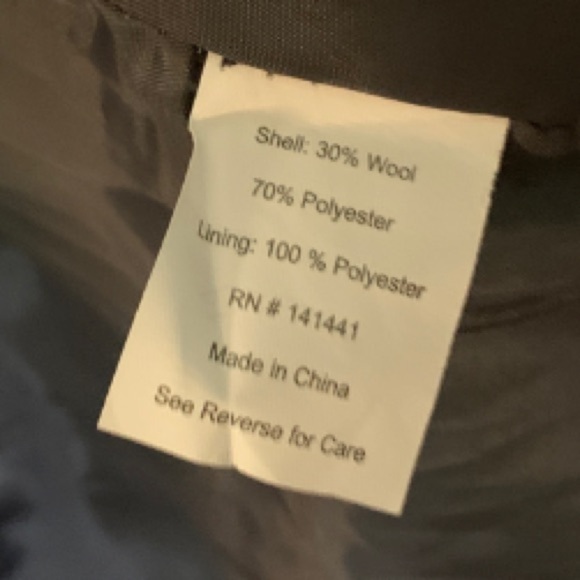 Shell: 30% Wool
70% Polyester
Lining: 100 % Polyester
RN # 141441
Made in China
See Reverse for Care